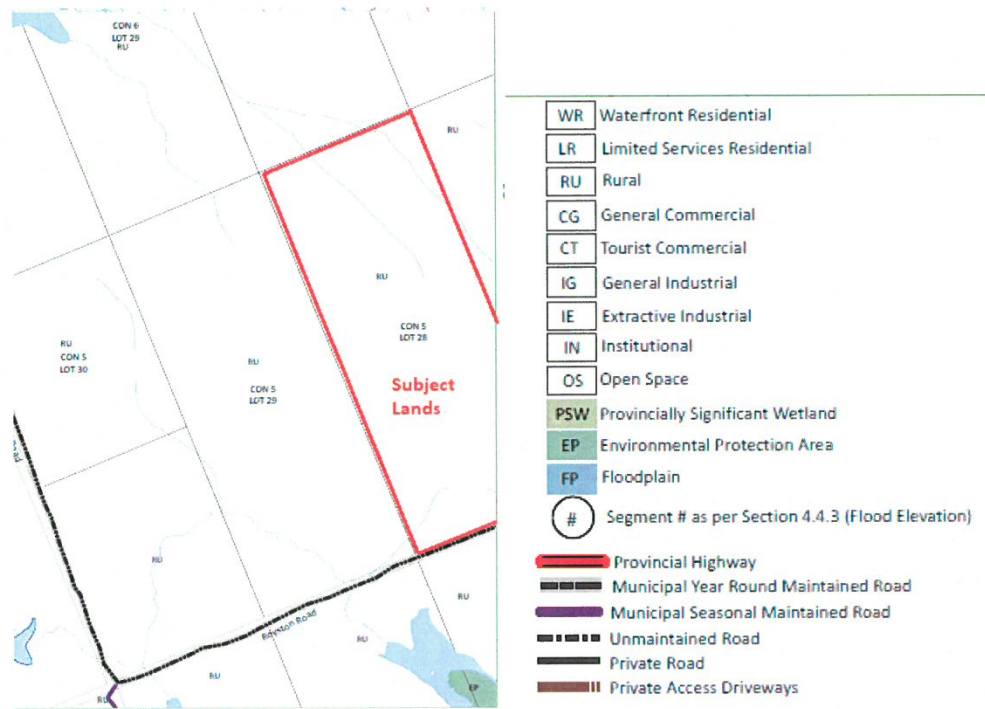 CON 6
LOT 29
RU
RU
RU
CON 5
LOT 28
RU
CON 5
LOT 30
RU
CON 5
LOT 29
Subject
Lands
Road
RU
Royston Road
RU
RU
RU
RU
EP
WR Waterfront Residential
LR Limited Services Residential
RU Rural
CG General Commercial
CT Tourist Commercial
IG General Industrial
IE Extractive Industrial
IN Institutional
OS Open Space
PSW Provincially Significant Wetland
EP Environmental Protection Area
FP Floodplain
# Segment # as per Section 4.4.3 (Flood Elevation)
Provincial Highway
Municipal Year Round Maintained Road
Municipal Seasonal Maintained Road
Unmaintained Road
Private Road
Private Access Driveways